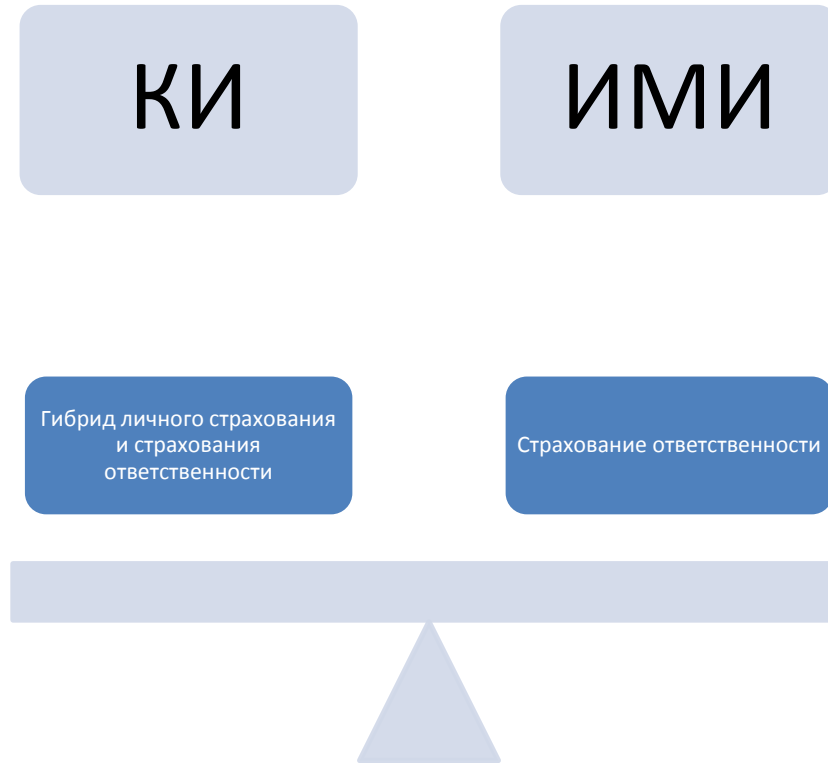 КИ
ИМИ
Гибрид личного страхования
и страхования
ответственности
Страхование ответственности